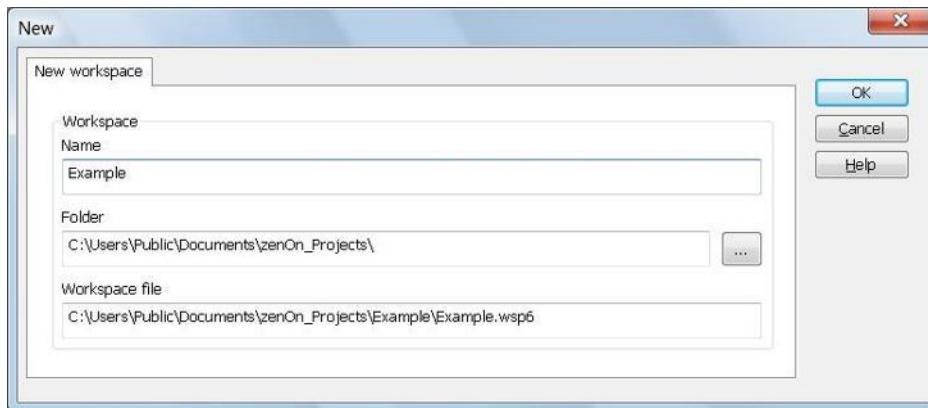 New
New workspace
Workspace
Name
Example
Folder
C:\Users\Public\Documents\zenOn_Projects\
...
Workspace file
C:\Users\Public\Documents\zenOn_Projects\Example\Example.wsp6
OK
Cancel
Help